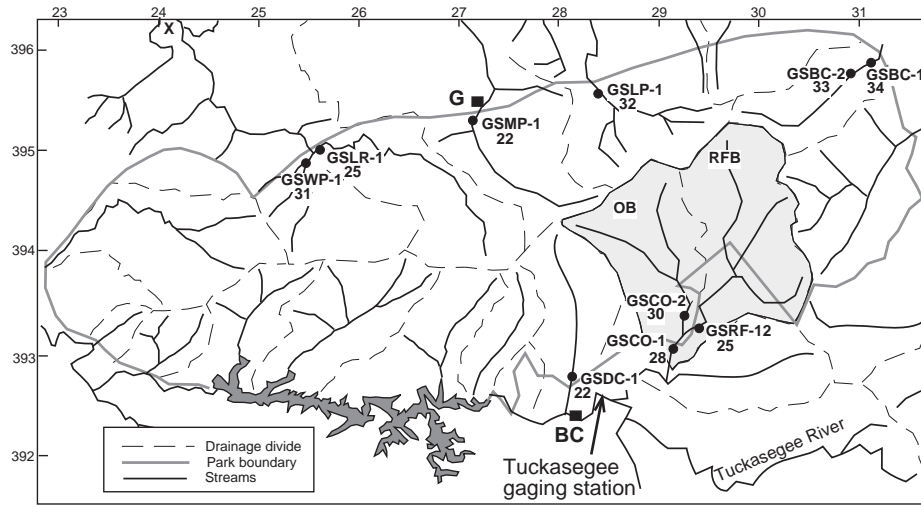 23 24 25 26 27 28 29 30 31
X
396
395
394
393
392
G
GSMP-1
22
GSLP-1
32
GSBC-2
33
GSBC-1
34
GSLR-1
25
GSWP-1
31
RFB
OB
GSCO-2
30
GSCO-1
28
GSRF-12
25
GSDC-1
22
BC
Tuckasegee
gaging station
Tuckasegee River
Drainage divide
Park boundary
Streams